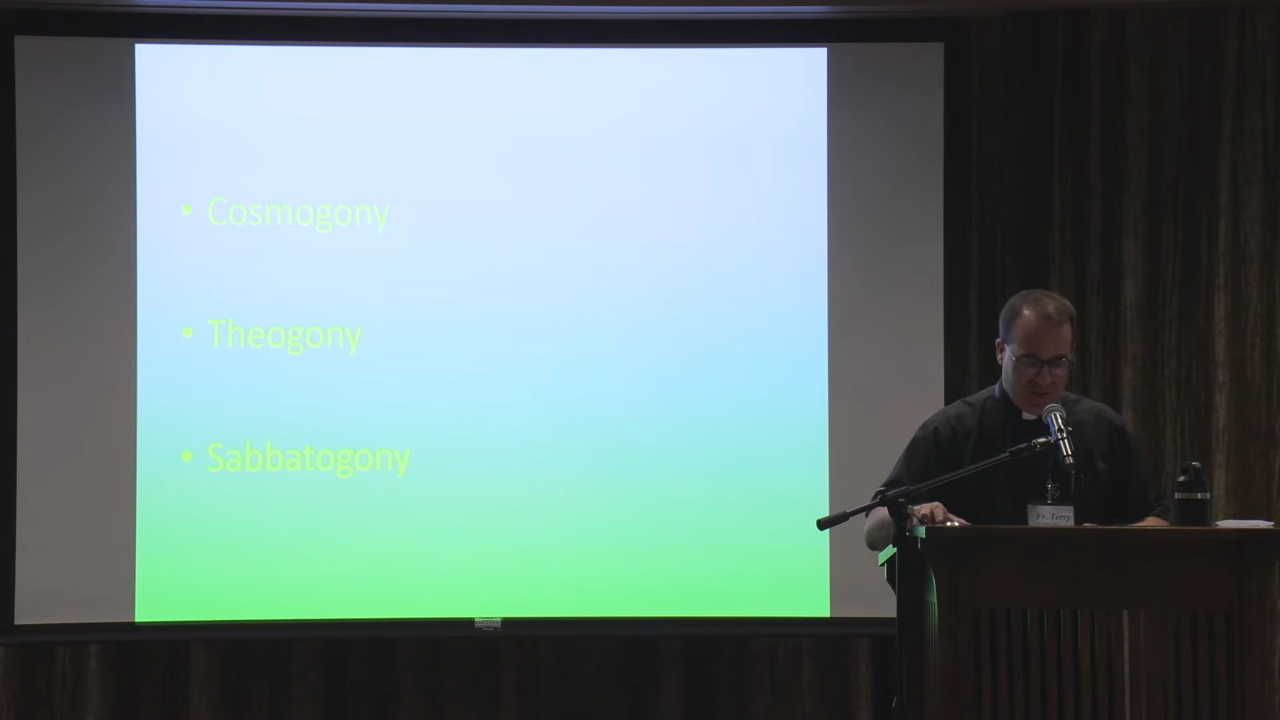 • Cosmogony
• Theogony
• Sabbatogony
Fr. Terry